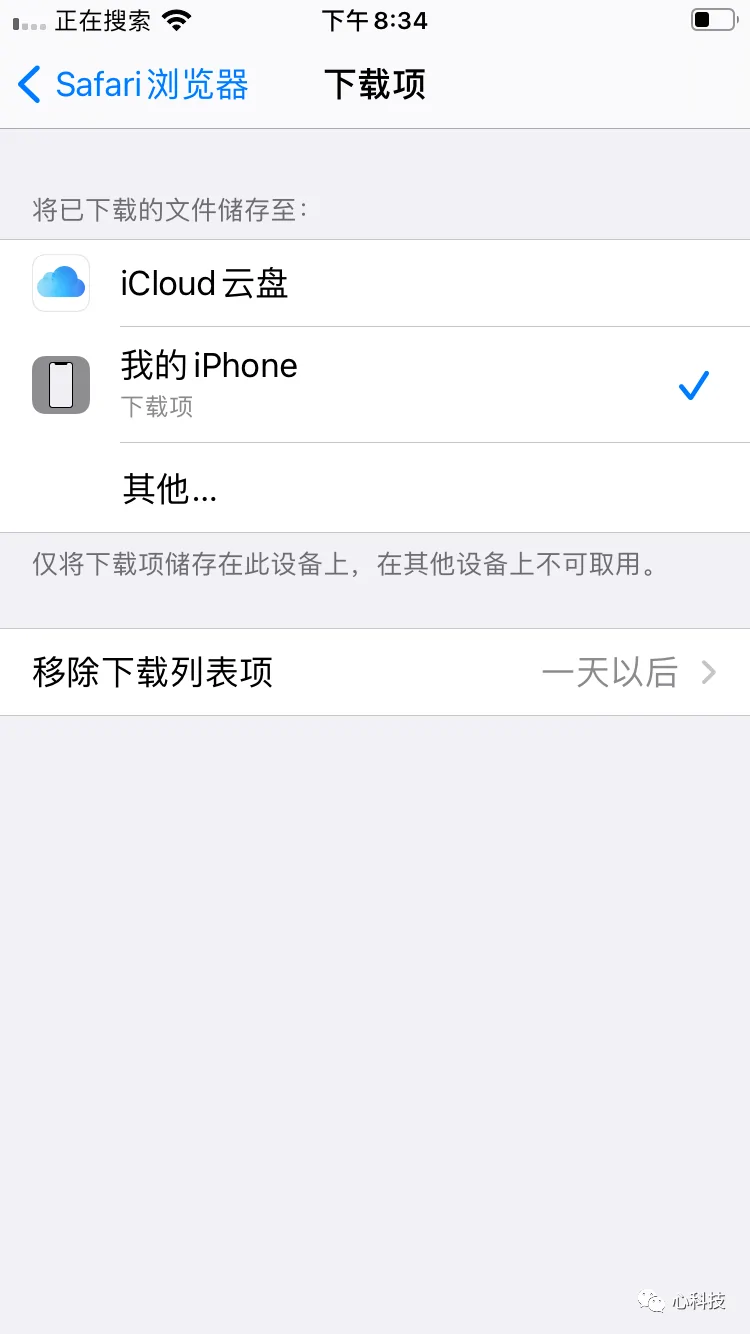 正在搜索 下午8:34
Safari浏览器 下载项
将已下载的文件储存至：
iCloud云盘
我的iPhone
下载项
其他...
仅将下载项储存在此设备上，在其他设备上不可取用。
移除下载列表项 一天以后
心科技